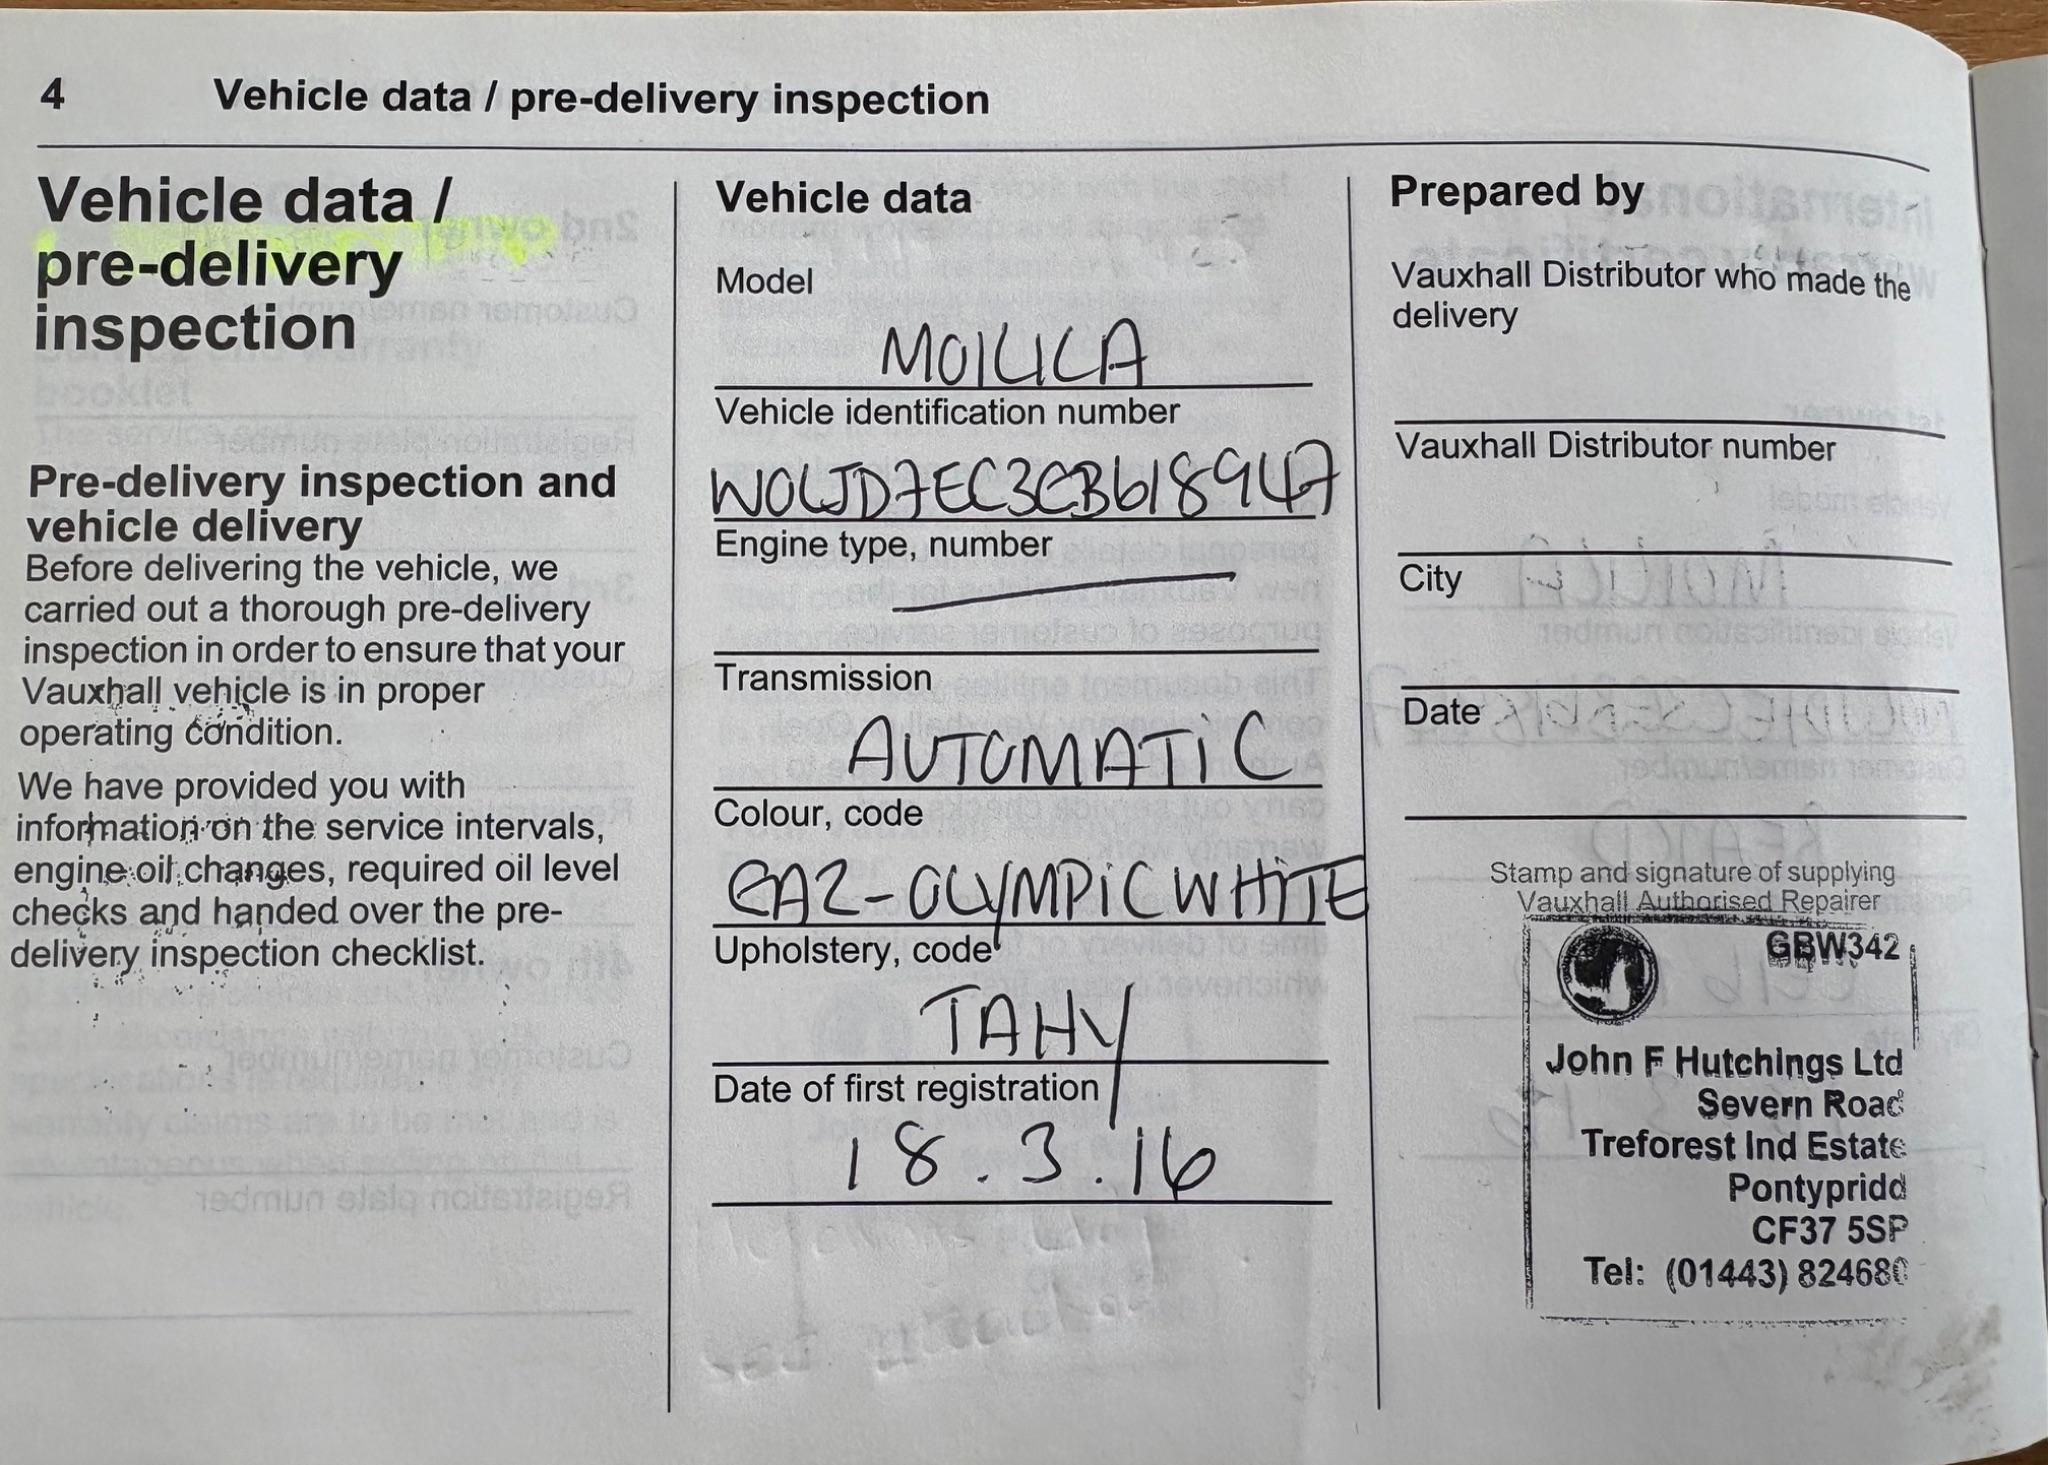 4 Vehicle data / pre-delivery inspection
Vehicle data /
pre-delivery
inspection
Pre-delivery inspection and
vehicle delivery
Before delivering the vehicle, we
carried out a thorough pre-delivery
inspection in order to ensure that your
Vauxhall vehicle is in proper
operating condition.
We have provided you with
information on the service intervals,
engine oil changes, required oil level
checks and handed over the pre-
delivery inspection checklist.
Vehicle data
Model
MOILICA
Vehicle identification number
WOLJD7EC3CB618947
Engine type, number
Transmission
AUTOMATIC
Colour, code
GAZ-OLYMPIC WHITE
Upholstery, code
TAHY
Date of first registration
18.3.16
Prepared by
Vauxhall Distributor who made the
delivery
Vauxhall Distributor number
City
Date
Stamp and signature of supplying
Vauxhall Authorised Repairer
GBW342
John F Hutchings Ltd
Severn Road
Treforest Ind Estate
Pontypridd
CF37 5SP
Tel: (01443) 824680